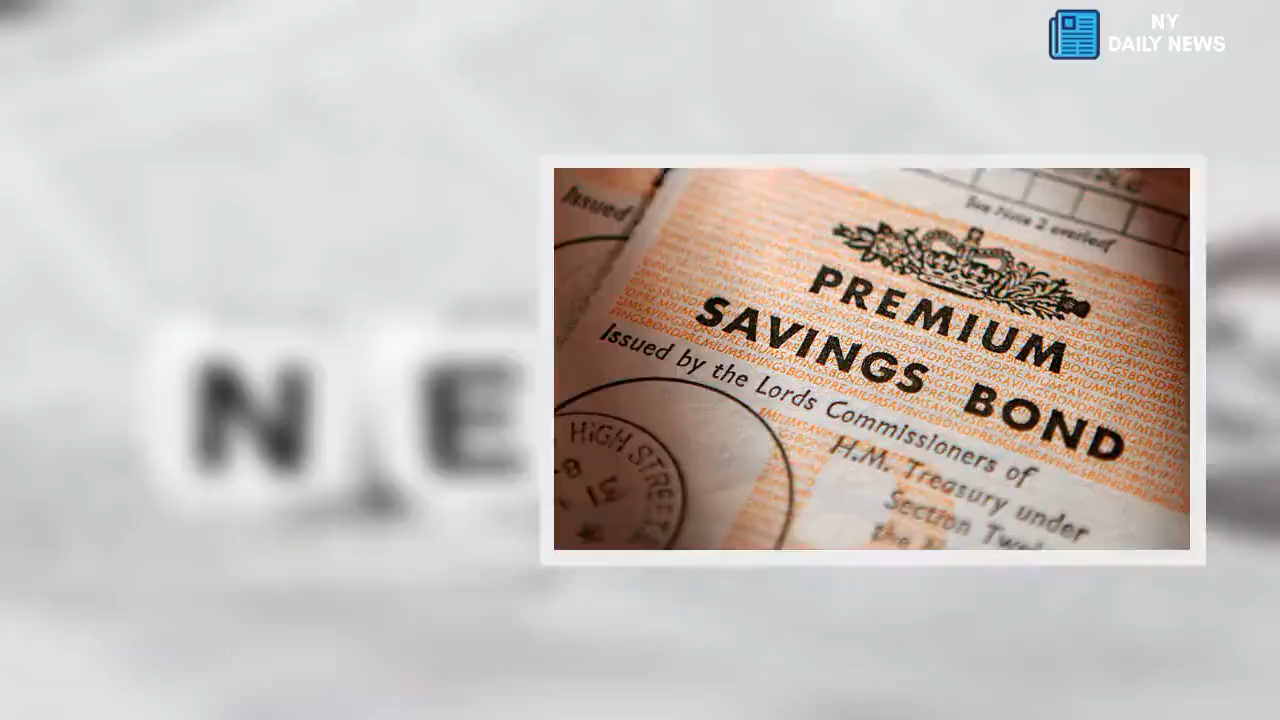 NY
DAILY NEWS
N E
Issued
See Note 2 overleaf
PREMIUM
SAVINGS BOND
Issued by the Lords Commissioners of
H.M. Treasury under
Section
the
HIGH STREET